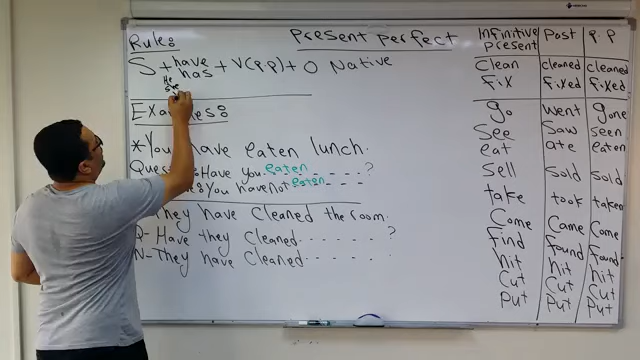 Rule:
Present perfect
S + have + V(p.p) + O Native
has
He
She
Examples:
*You have eaten lunch.
Have you eaten - - - - ?
You have not eaten - - - -
They have Cleaned the room.
Q- Have they Cleaned . . . . . . ?
N- They have Cleaned . . . . . . .
Infinitive Past P.P
present
Clean cleaned cleaned
fix fixed fixed
go went gone
See Saw seen
eat ate eaten
Sell Sold sold
take took taken
Come Came Come
find found found
hit hit hit
Cut Cut Cut
Put Put Put